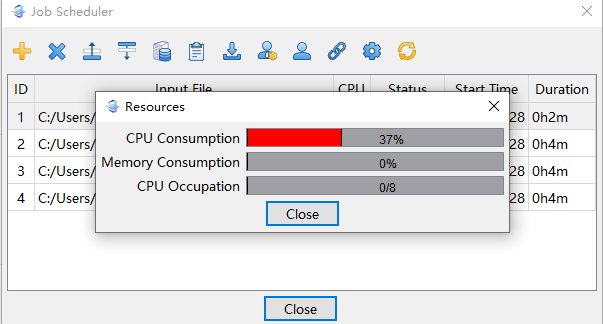 Job Scheduler
ID Input File CPU Status Start Time Duration
1 C:/Users/ 28 0h2m
2 C:/Users/ 28 0h4m
3 C:/Users/ 28 0h4m
4 C:/Users/ 28 0h4m
Resources
CPU Consumption 37%
Memory Consumption 0%
CPU Occupation 0/8
Close
Close